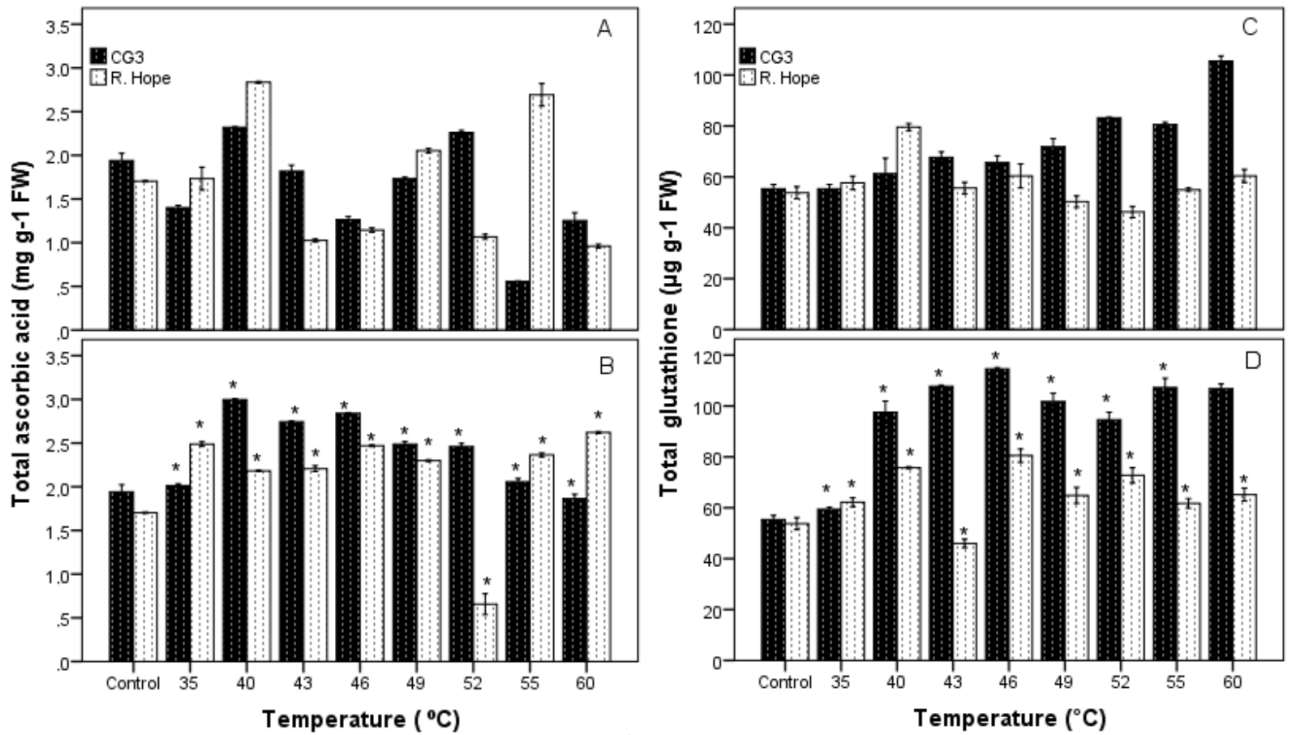 A
CG3
R. Hope
3.5
3.0
2.5
2.0
1.5
1.0
.5
.0
B
* * * * * * * * * * * * * * * *
3.5
3.0
2.5
2.0
1.5
1.0
.5
.0
Total ascorbic acid (mg g-1 FW)
Control 35 40 43 46 49 52 55 60
Temperature ( ºC)
C
CG3
R. Hope
120
100
80
60
40
20
0
D
* * * * * * * * * * * * * * *
120
100
80
60
40
20
0
Total glutathione (µg g-1 FW)
Control 35 40 43 46 49 52 55 60
Temperature (°C)